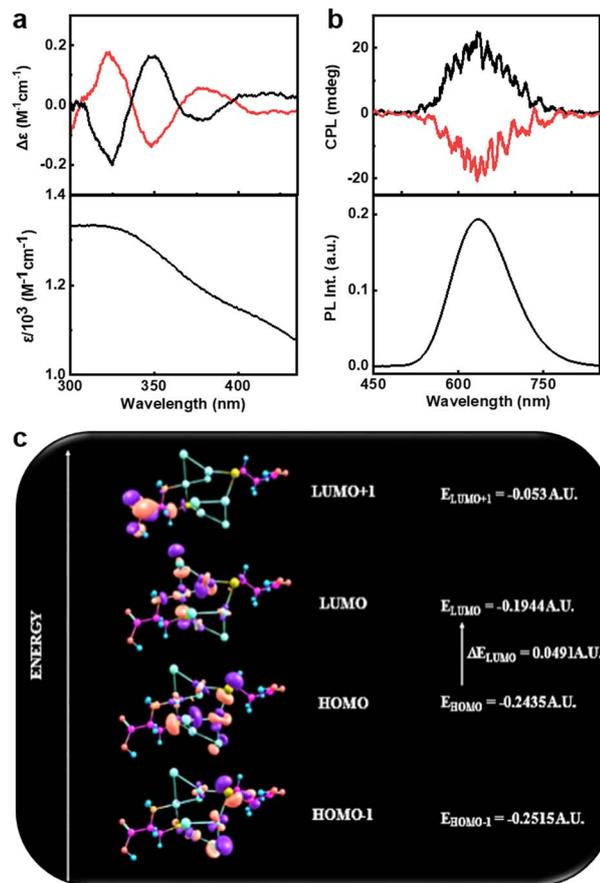 a
0.2
0.0
-0.2
Δε (M⁻¹cm⁻¹)
1.4
1.2
1.0
ε/10³ (M⁻¹cm⁻¹)
300 350 400
Wavelength (nm)
b
20
0
-20
CPL (mdeg)
0.2
0.1
0.0
PL Int. (a.u.)
450 600 750
Wavelength (nm)
c
ENERGY
LUMO+1 E_LUMO+1 = -0.053 A.U.
LUMO E_LUMO = -0.1944A.U.
ΔE_LUMO = 0.0491A.U.
HOMO E_HOMO = -0.2435A.U.
HOMO-1 E_HOMO-1 = -0.2515A.U.